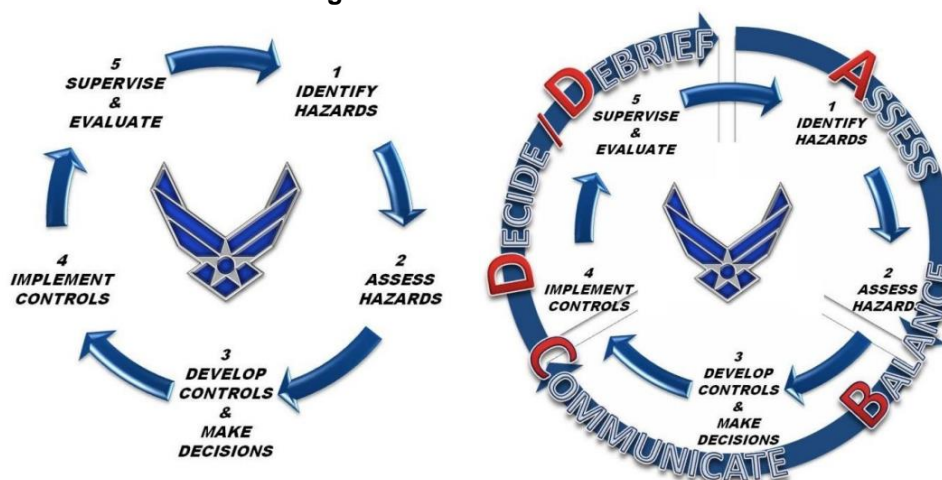 5
SUPERVISE
&
EVALUATE
1
IDENTIFY
HAZARDS
2
ASSESS
HAZARDS
3
DEVELOP
CONTROLS
&
MAKE
DECISIONS
4
IMPLEMENT
CONTROLS
ASSESS
BALANCE
COMMUNICATE
DECIDE / DEBRIEF
5
SUPERVISE
&
EVALUATE
1
IDENTIFY
HAZARDS
2
ASSESS
HAZARDS
3
DEVELOP
CONTROLS
&
MAKE
DECISIONS
4
IMPLEMENT
CONTROLS